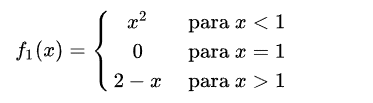 x² para x < 1
f₁(x) = { 0 para x = 1
2 − x para x > 1